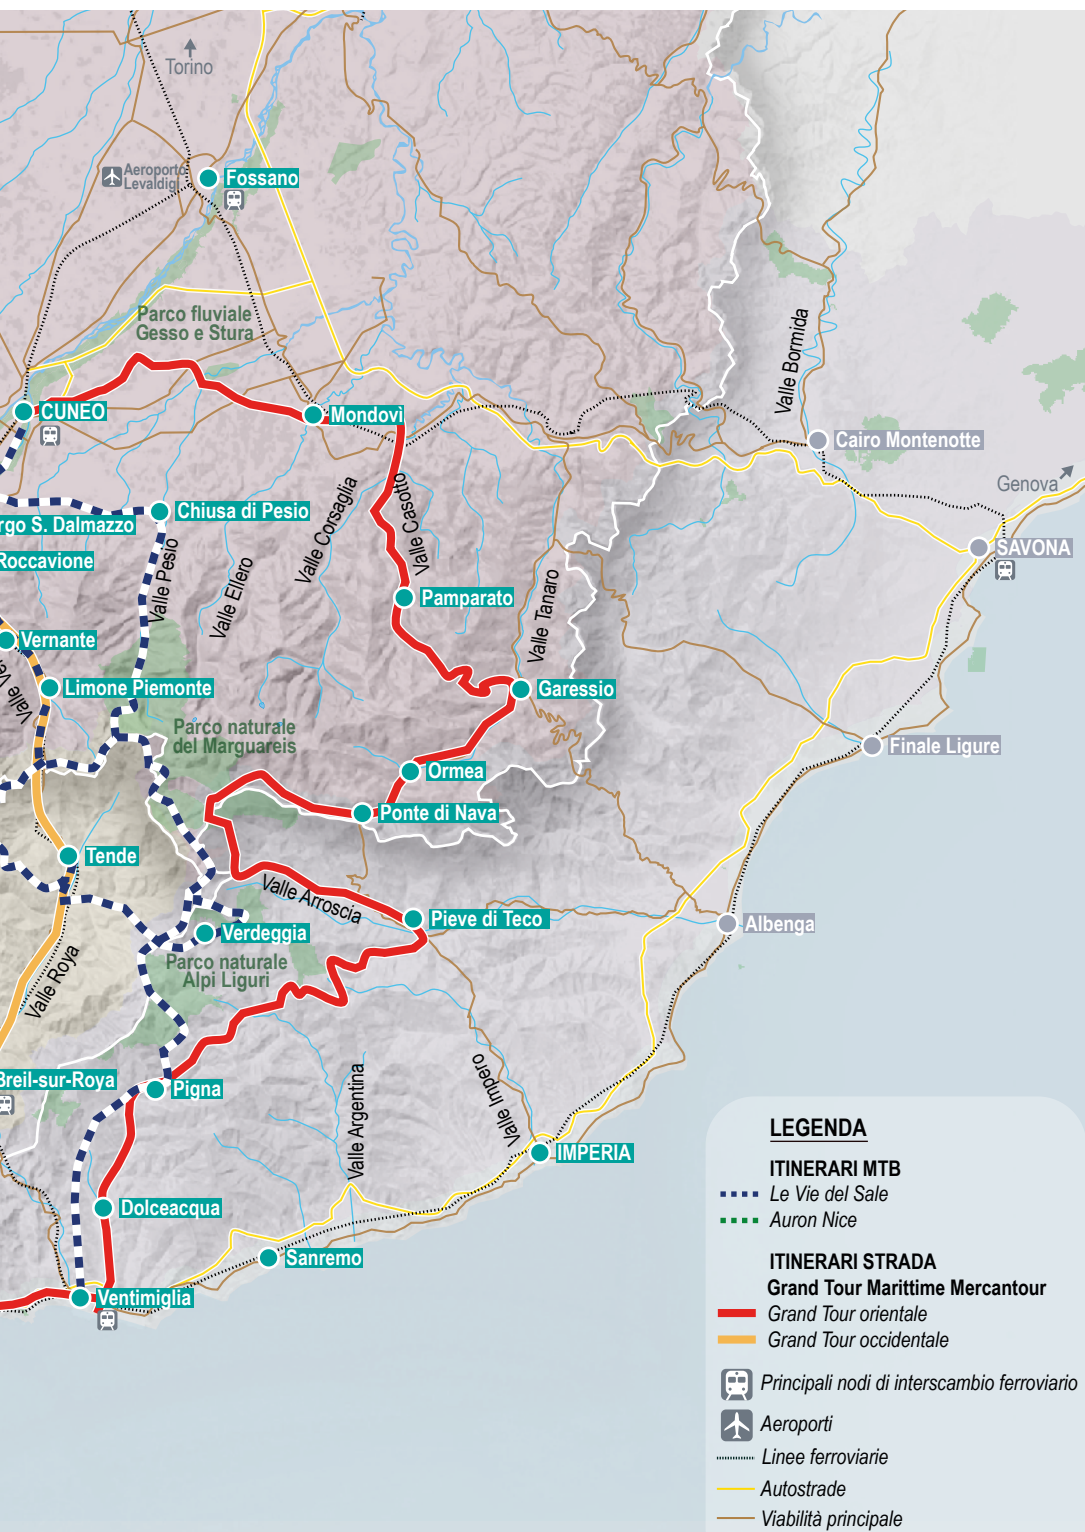 Torino
Aeroporto
Levaldigi
Fossano
Parco fluviale
Gesso e Stura
Valle Bormida
CUNEO
Mondovì
Cairo Montenotte
Genova
Valle Casotto
Valle Corsaglia
Chiusa di Pesio
rgo S. Dalmazzo
SAVONA
Roccavione
Valle Pesio
Valle Ellero
Valle Tanaro
Pamparato
Vernante
Valle Ve
Limone Piemonte
Garessio
Parco naturale
del Marguareis
Finale Ligure
Ormea
Ponte di Nava
Tende
Valle Arroscia
Pieve di Teco
Albenga
Verdeggia
Parco naturale
Alpi Liguri
Valle Roya
Breil-sur-Roya
Pigna
Valle Argentina
Valle Impero
IMPERIA
Dolceacqua
Sanremo
Ventimiglia
LEGENDA
ITINERARI MTB
Le Vie del Sale
Auron Nice
ITINERARI STRADA
Grand Tour Marittime Mercantour
Grand Tour orientale
Grand Tour occidentale
Principali nodi di interscambio ferroviario
Aeroporti
Linee ferroviarie
Autostrade
Viabilità principale